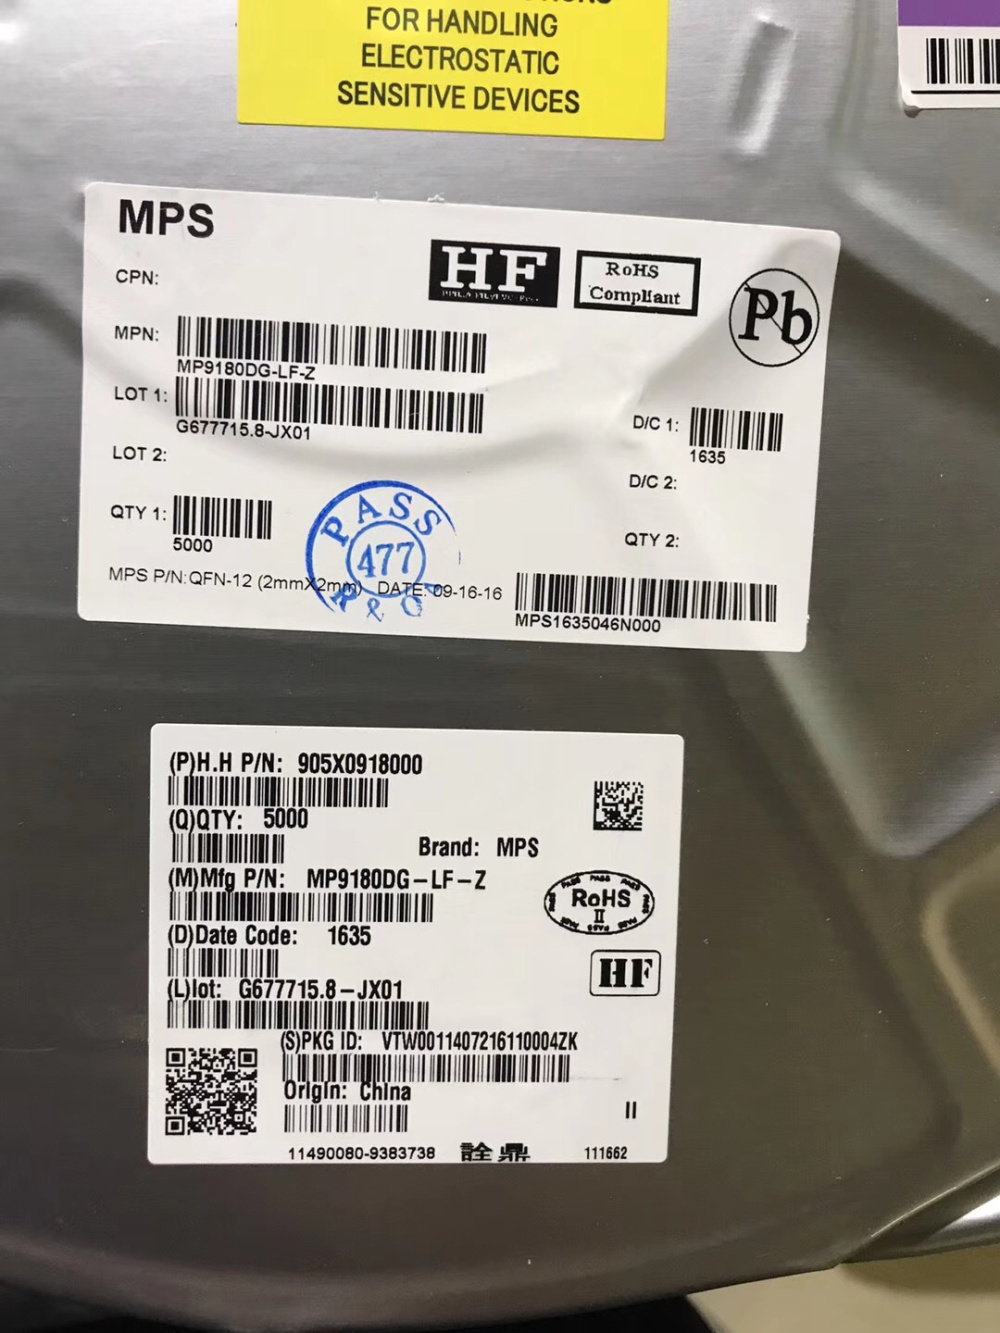 FOR HANDLING
ELECTROSTATIC
SENSITIVE DEVICES
MPS
HF
RoHS
Compliant
Pb
CPN:
MPN:
MP9180DG-LF-Z
LOT 1:
G677715.8-JX01
D/C 1:
1635
LOT 2:
D/C 2:
QTY 1:
5000
QTY 2:
PASS
477
MPS P/N: QFN-12 (2mmX2mm) DATE: 09-16-16
MPS1635046N000
(P)H.H P/N: 905X0918000
(Q)QTY: 5000
Brand: MPS
(M)Mfg P/N: MP9180DG-LF-Z
RoHS
II
(D)Date Code: 1635
HF
(L)lot: G677715.8-JX01
(S)PKG ID: VTW0011407216110004ZK
Origin: China
II
11490080-9383738 詮鼎 111662